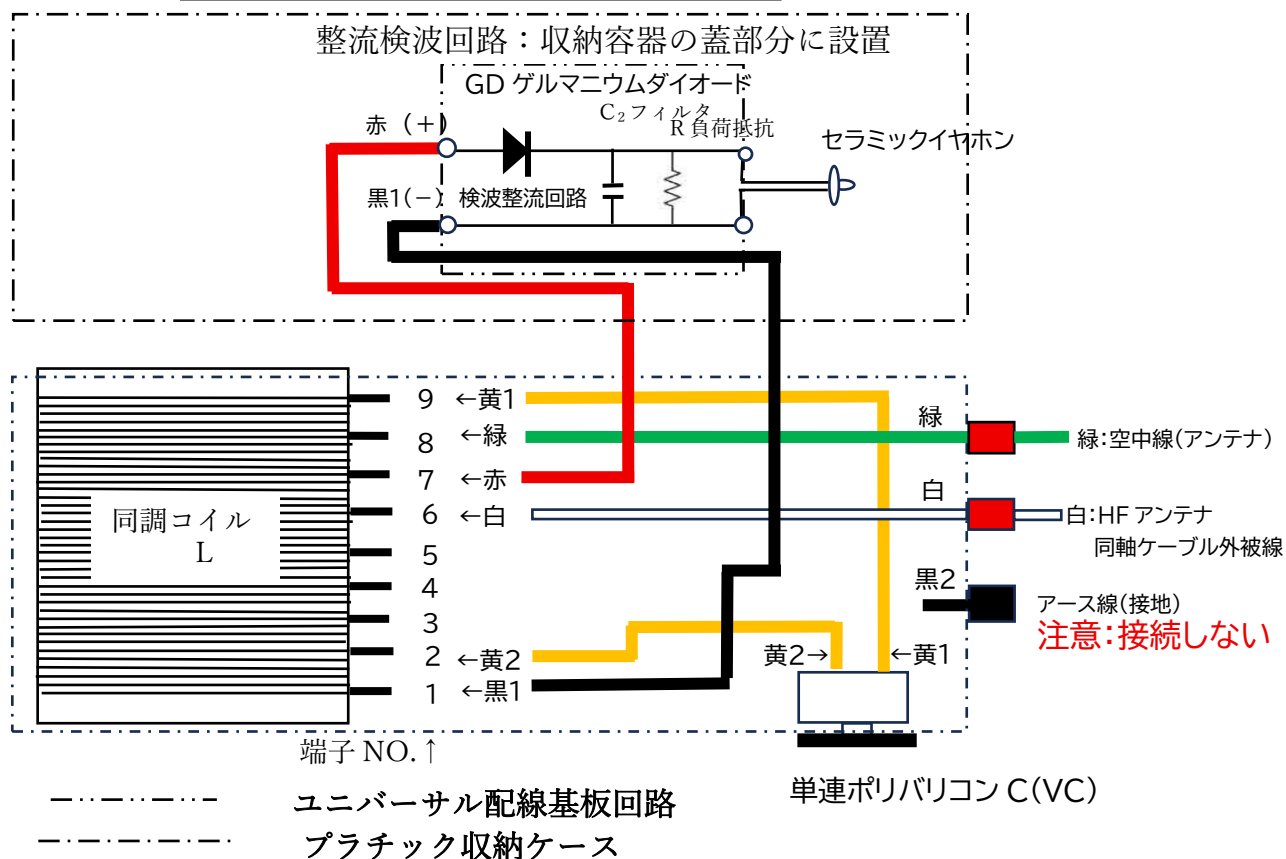 整流検波回路：収納容器の蓋部分に設置
GD ゲルマニウムダイオード
C₂フィルタ
R負荷抵抗
赤（＋）
セラミックイヤホン
黒1(－)
検波整流回路
9 ←黄1
8 ←緑
7 ←赤
6 ←白
5
4
3
2 ←黄2
1 ←黒1
同調コイル
L
緑
緑：空中線(アンテナ)
白
白：HFアンテナ
同軸ケーブル外被線
黒2
アース線(接地)
注意：接続しない
黄2→
←黄1
端子 NO.↑
単連ポリバリコン C(VC)
ユニバーサル配線基板回路
プラチック収納ケース